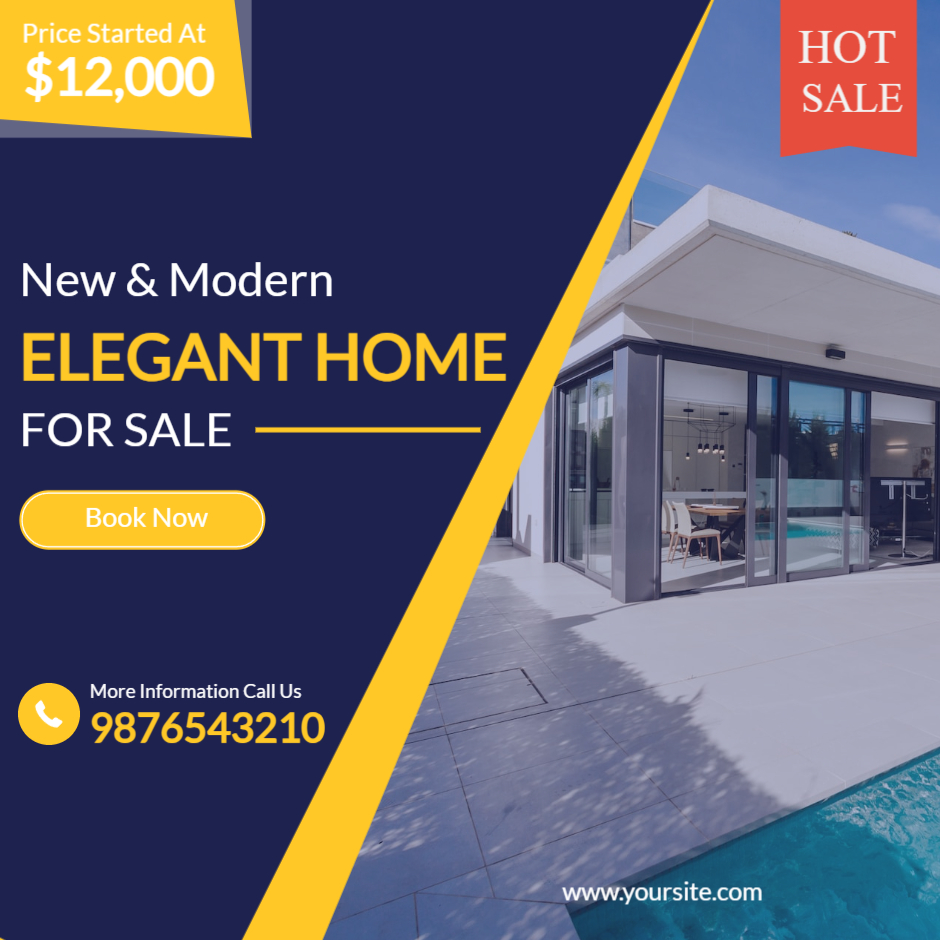 Price Started At
$12,000
HOT
SALE
New & Modern
ELEGANT HOME
FOR SALE
Book Now
More Information Call Us
9876543210
www.yoursite.com